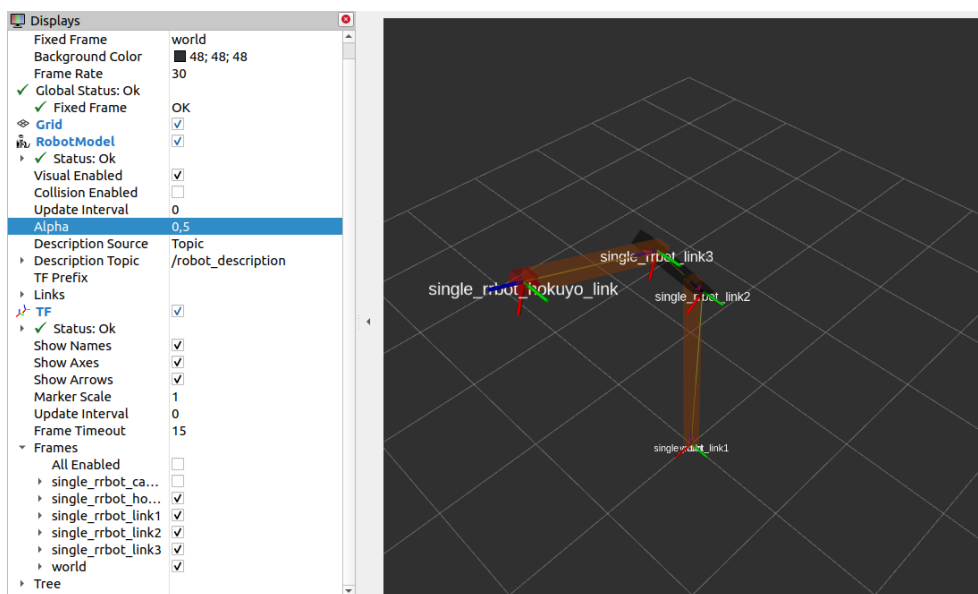 Displays
Fixed Frame world
Background Color 48; 48; 48
Frame Rate 30
Global Status: Ok
Fixed Frame OK
Grid
RobotModel
Status: Ok
Visual Enabled
Collision Enabled
Update Interval 0
Alpha 0,5
Description Source Topic
Description Topic /robot_description
TF Prefix
Links
TF
Status: Ok
Show Names
Show Axes
Show Arrows
Marker Scale 1
Update Interval 0
Frame Timeout 15
Frames
All Enabled
single_rrbot_ca...
single_rrbot_ho...
single_rrbot_link1
single_rrbot_link2
single_rrbot_link3
world
Tree
single_rrbot_link3
single_rrbot_hokuyo_link
single_rrbot_link2